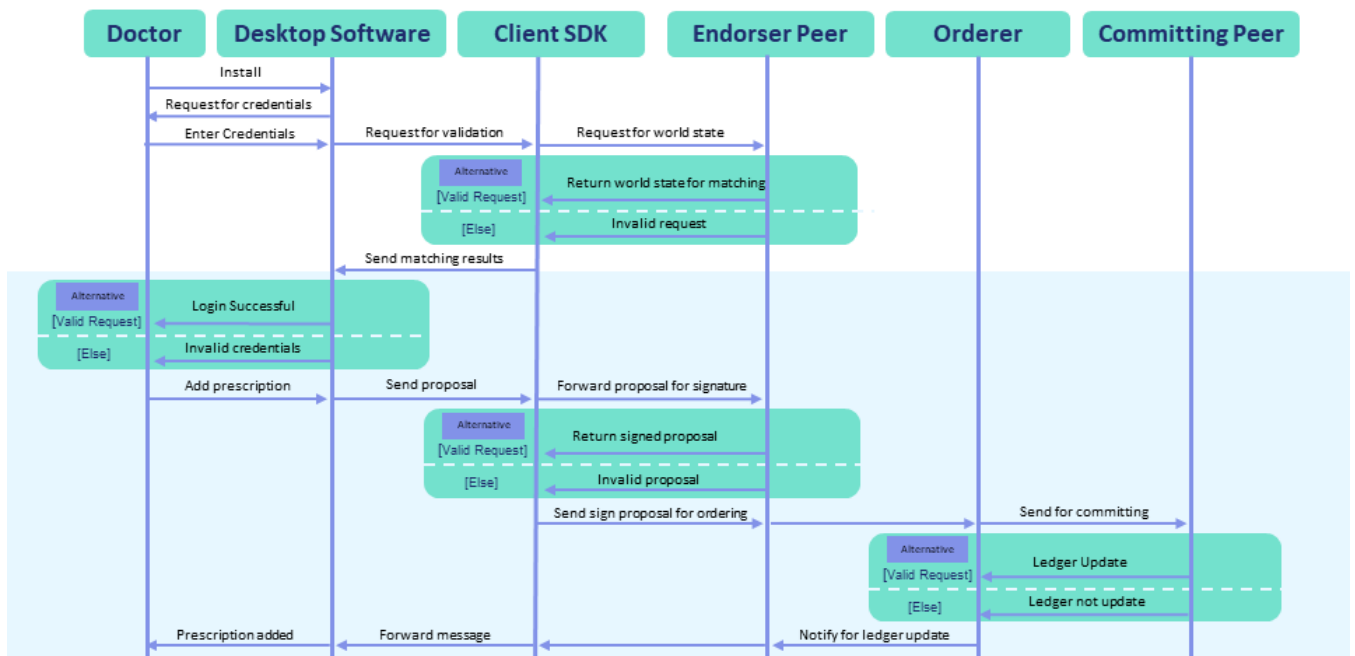 Doctor
Desktop Software
Client SDK
Endorser Peer
Orderer
Committing Peer
Install
Request for credentials
Enter Credentials
Request for validation
Request for world state
Alternative
Return world state for matching
[Valid Request]
Invalid request
[Else]
Send matching results
Alternative
Login Successful
[Valid Request]
Invalid credentials
[Else]
Add prescription
Send proposal
Forward proposal for signature
Alternative
Return signed proposal
[Valid Request]
Invalid proposal
[Else]
Send sign proposal for ordering
Send for committing
Alternative
Ledger Update
[Valid Request]
Ledger not update
[Else]
Prescription added
Forward message
Notify for ledger update